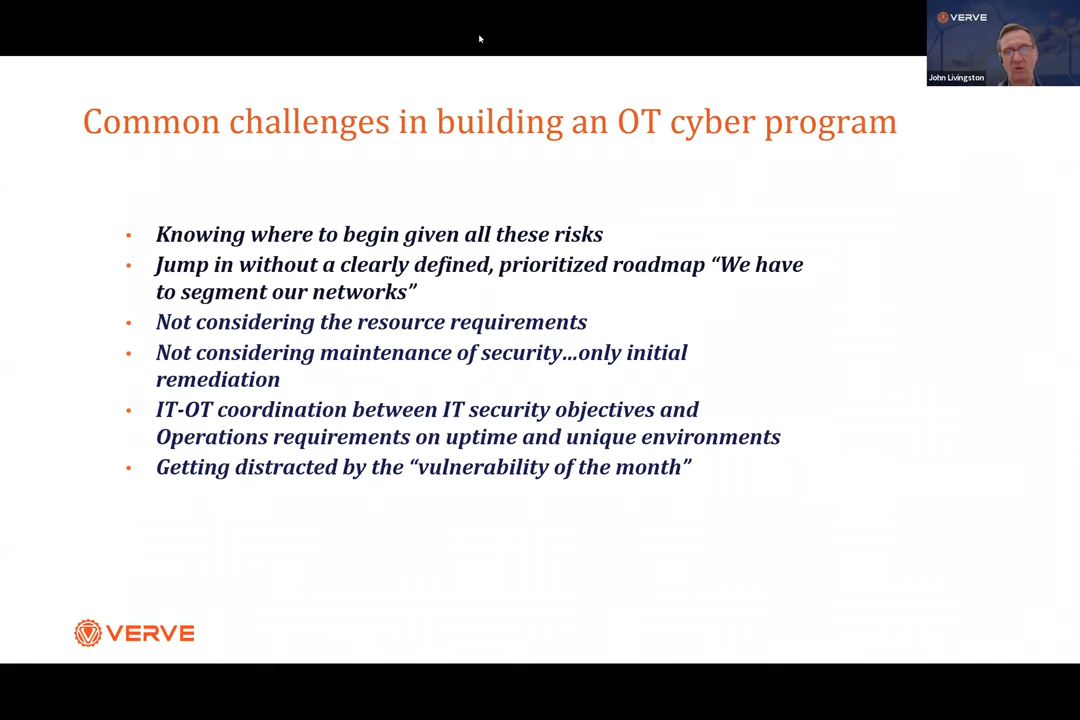 VERVE
John Livingston
Common challenges in building an OT cyber program
• Knowing where to begin given all these risks
• Jump in without a clearly defined, prioritized roadmap “We have
to segment our networks”
• Not considering the resource requirements
• Not considering maintenance of security...only initial
remediation
• IT-OT coordination between IT security objectives and
Operations requirements on uptime and unique environments
• Getting distracted by the “vulnerability of the month”
VERVE